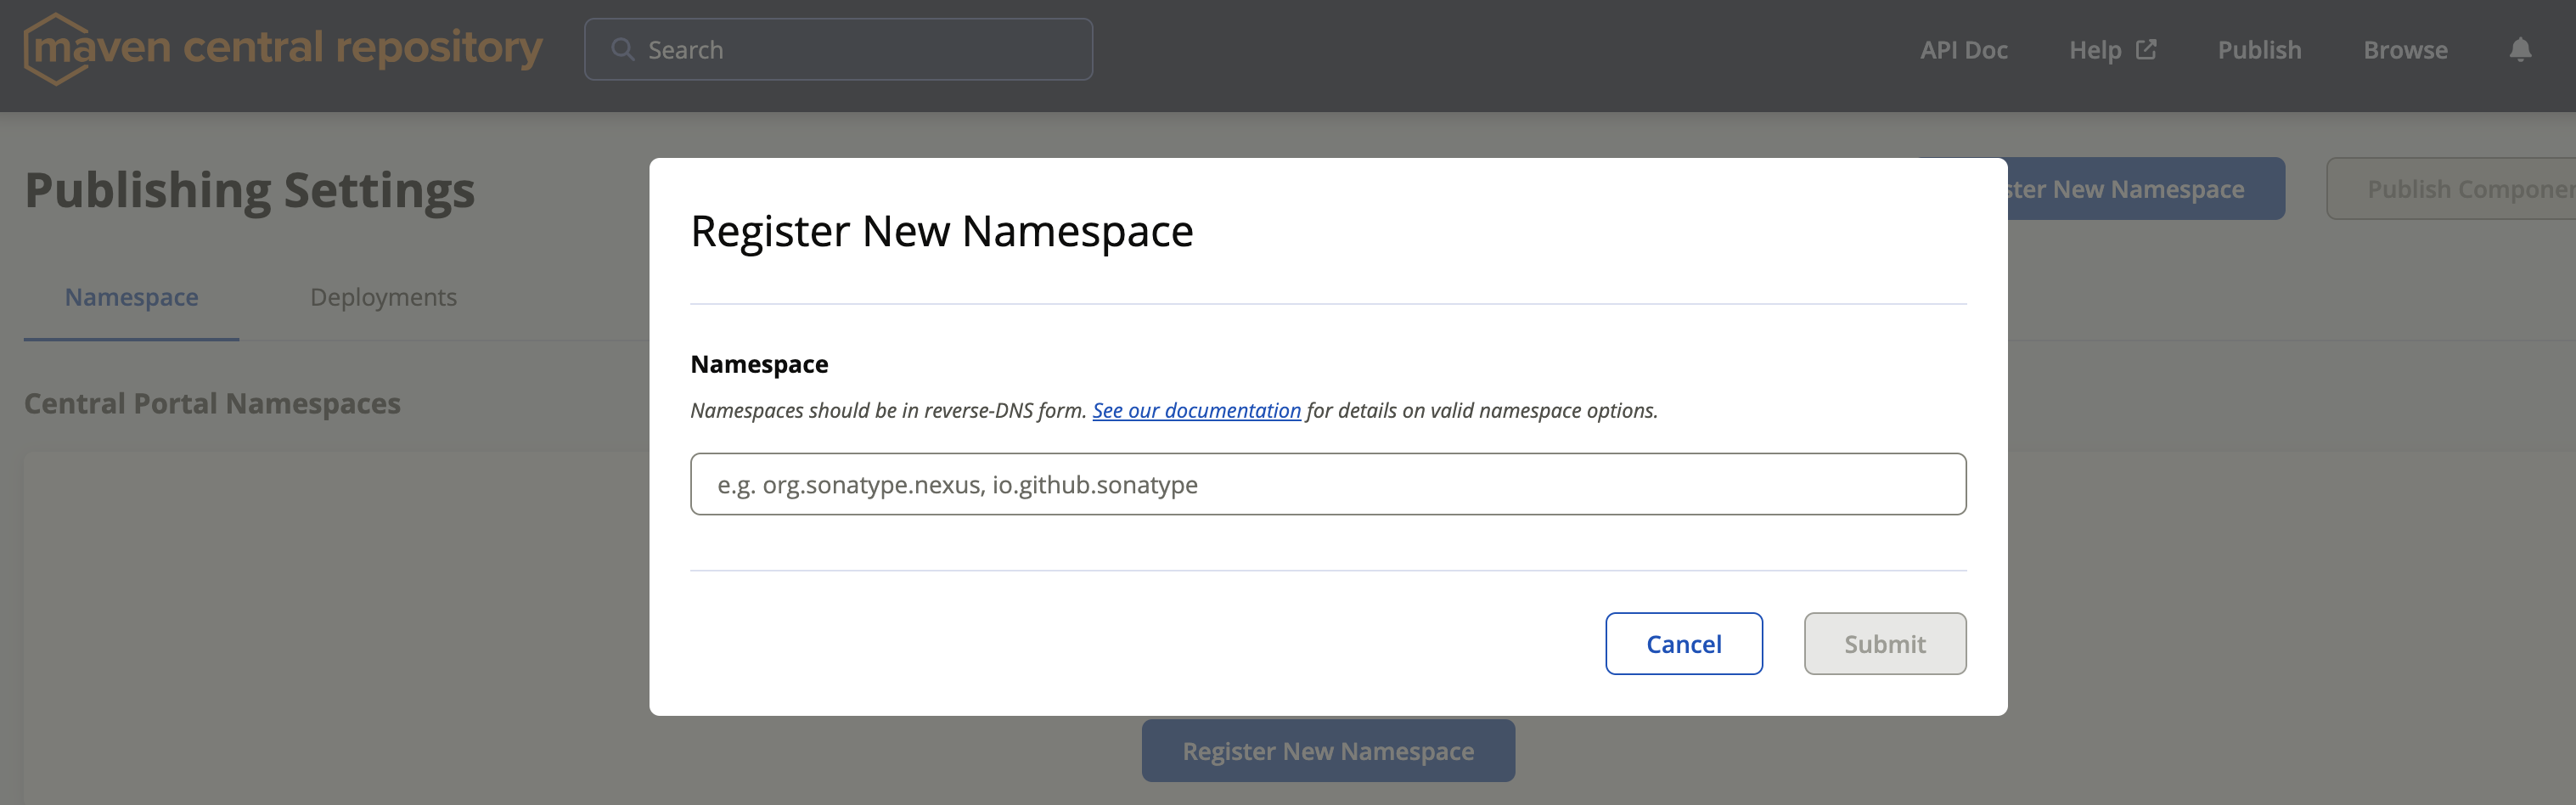 maven central repository
Search
API Doc
Help
Publish
Browse
Publishing Settings
ster New Namespace
Publish Componen
Namespace
Deployments
Central Portal Namespaces
Register New Namespace
Namespace
Namespaces should be in reverse-DNS form. See our documentation for details on valid namespace options.
e.g. org.sonatype.nexus, io.github.sonatype
Cancel
Submit
Register New Namespace